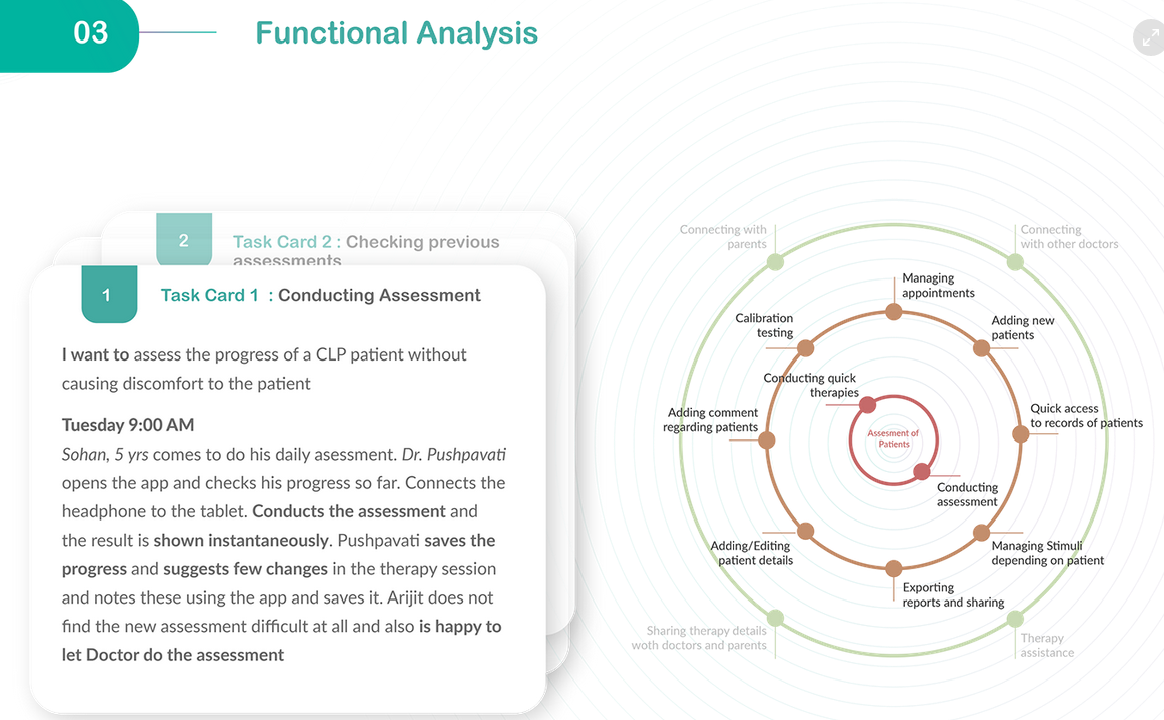 03
Functional Analysis
2
Task Card 2 : Checking previous
assessments
1
Task Card 1 : Conducting Assessment
I want to assess the progress of a CLP patient without
causing discomfort to the patient
Tuesday 9:00 AM
Sohan, 5 yrs comes to do his daily asessment. Dr. Pushpavati
opens the app and checks his progress so far. Connects the
headphone to the tablet. Conducts the assessment and
the result is shown instantaneously. Pushpavati saves the
progress and suggests few changes in the therapy session
and notes these using the app and saves it. Arijit does not
find the new assessment difficult at all and also is happy to
let Doctor do the assessment
Connecting with
parents
Connecting
with other doctors
Managing
appointments
Calibration
testing
Adding new
patients
Conducting quick
therapies
Adding comment
regarding patients
Quick access
to records of patients
Assesment of
Patients
Conducting
assessment
Adding/Editing
patient details
Managing Stimuli
depending on patient
Exporting
reports and sharing
Sharing therapy details
woth doctors and parents
Therapy
assistance